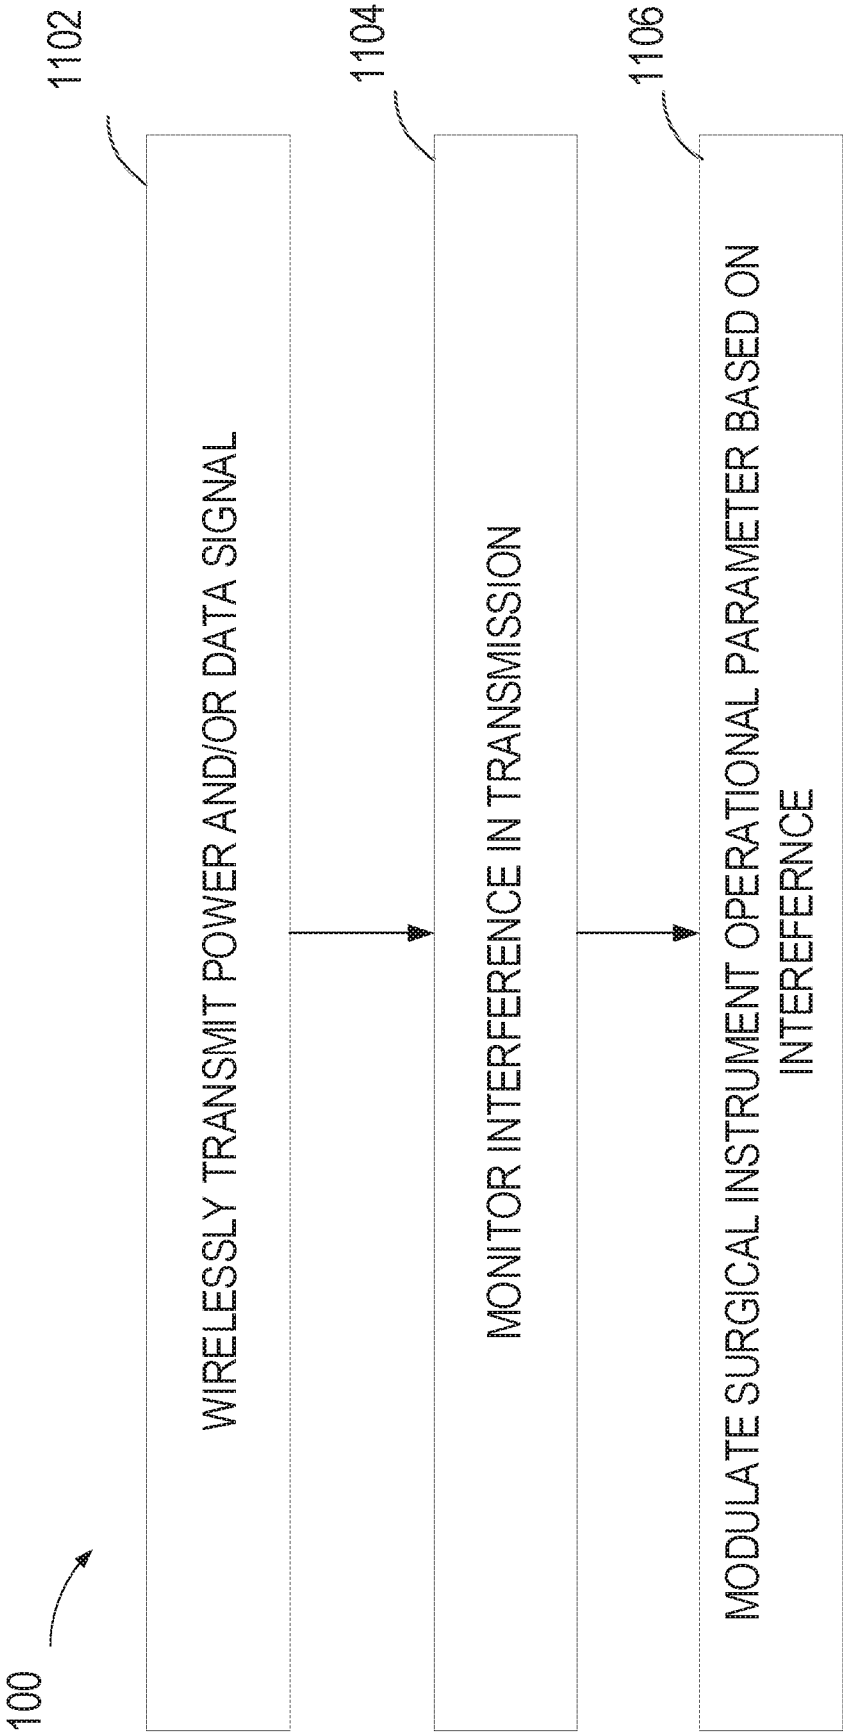 100
1102
WIRELESSLY TRANSMIT POWER AND/OR DATA SIGNAL
1104
MONITOR INTERFERENCE IN TRANSMISSION
1106
MODULATE SURGICAL INSTRUMENT OPERATIONAL PARAMETER BASED ON
INTEREFERNCE